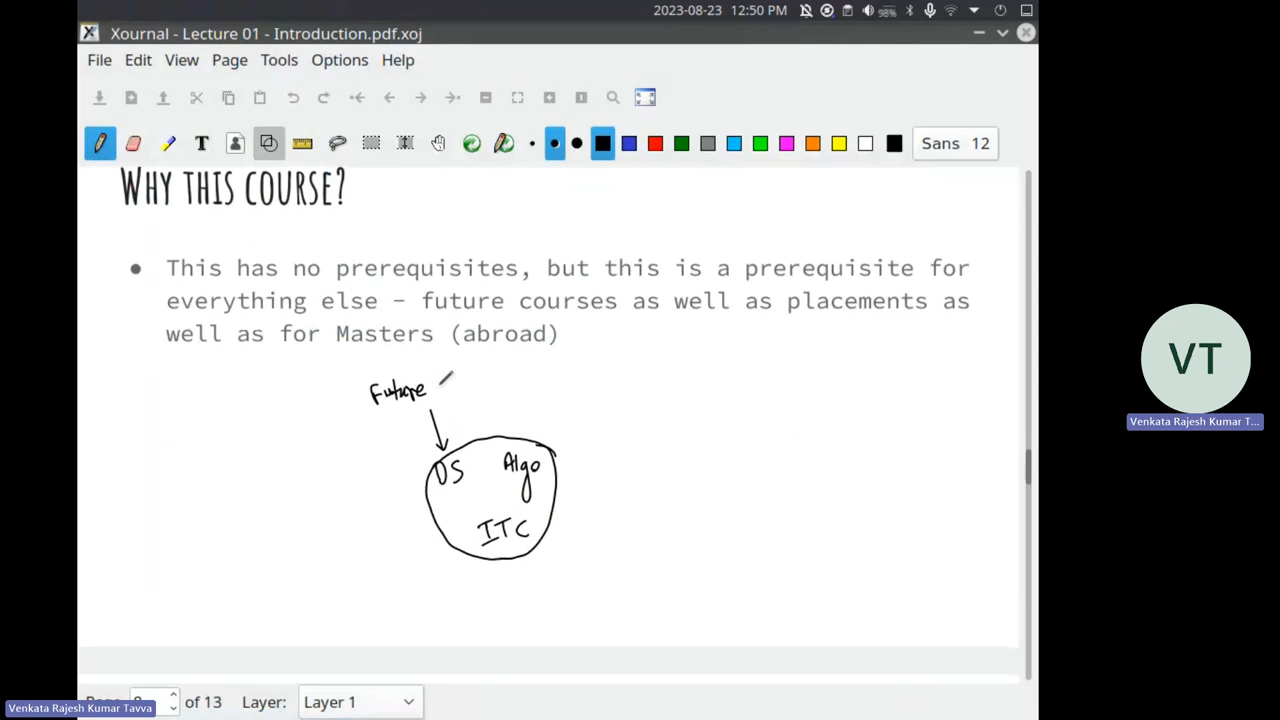 2023-08-23 12:50 PM 98%
Xournal - Lecture 01 - Introduction.pdf.xoj
File Edit View Page Tools Options Help
Sans 12
WHY THIS COURSE?
● This has no prerequisites, but this is a prerequisite for
everything else – future courses as well as placements as
well as for Masters (abroad)
Future
DS Algo
ITC
VT
Venkata Rajesh Kumar T...
of 13 Layer: Layer 1
Venkata Rajesh Kumar Tavva